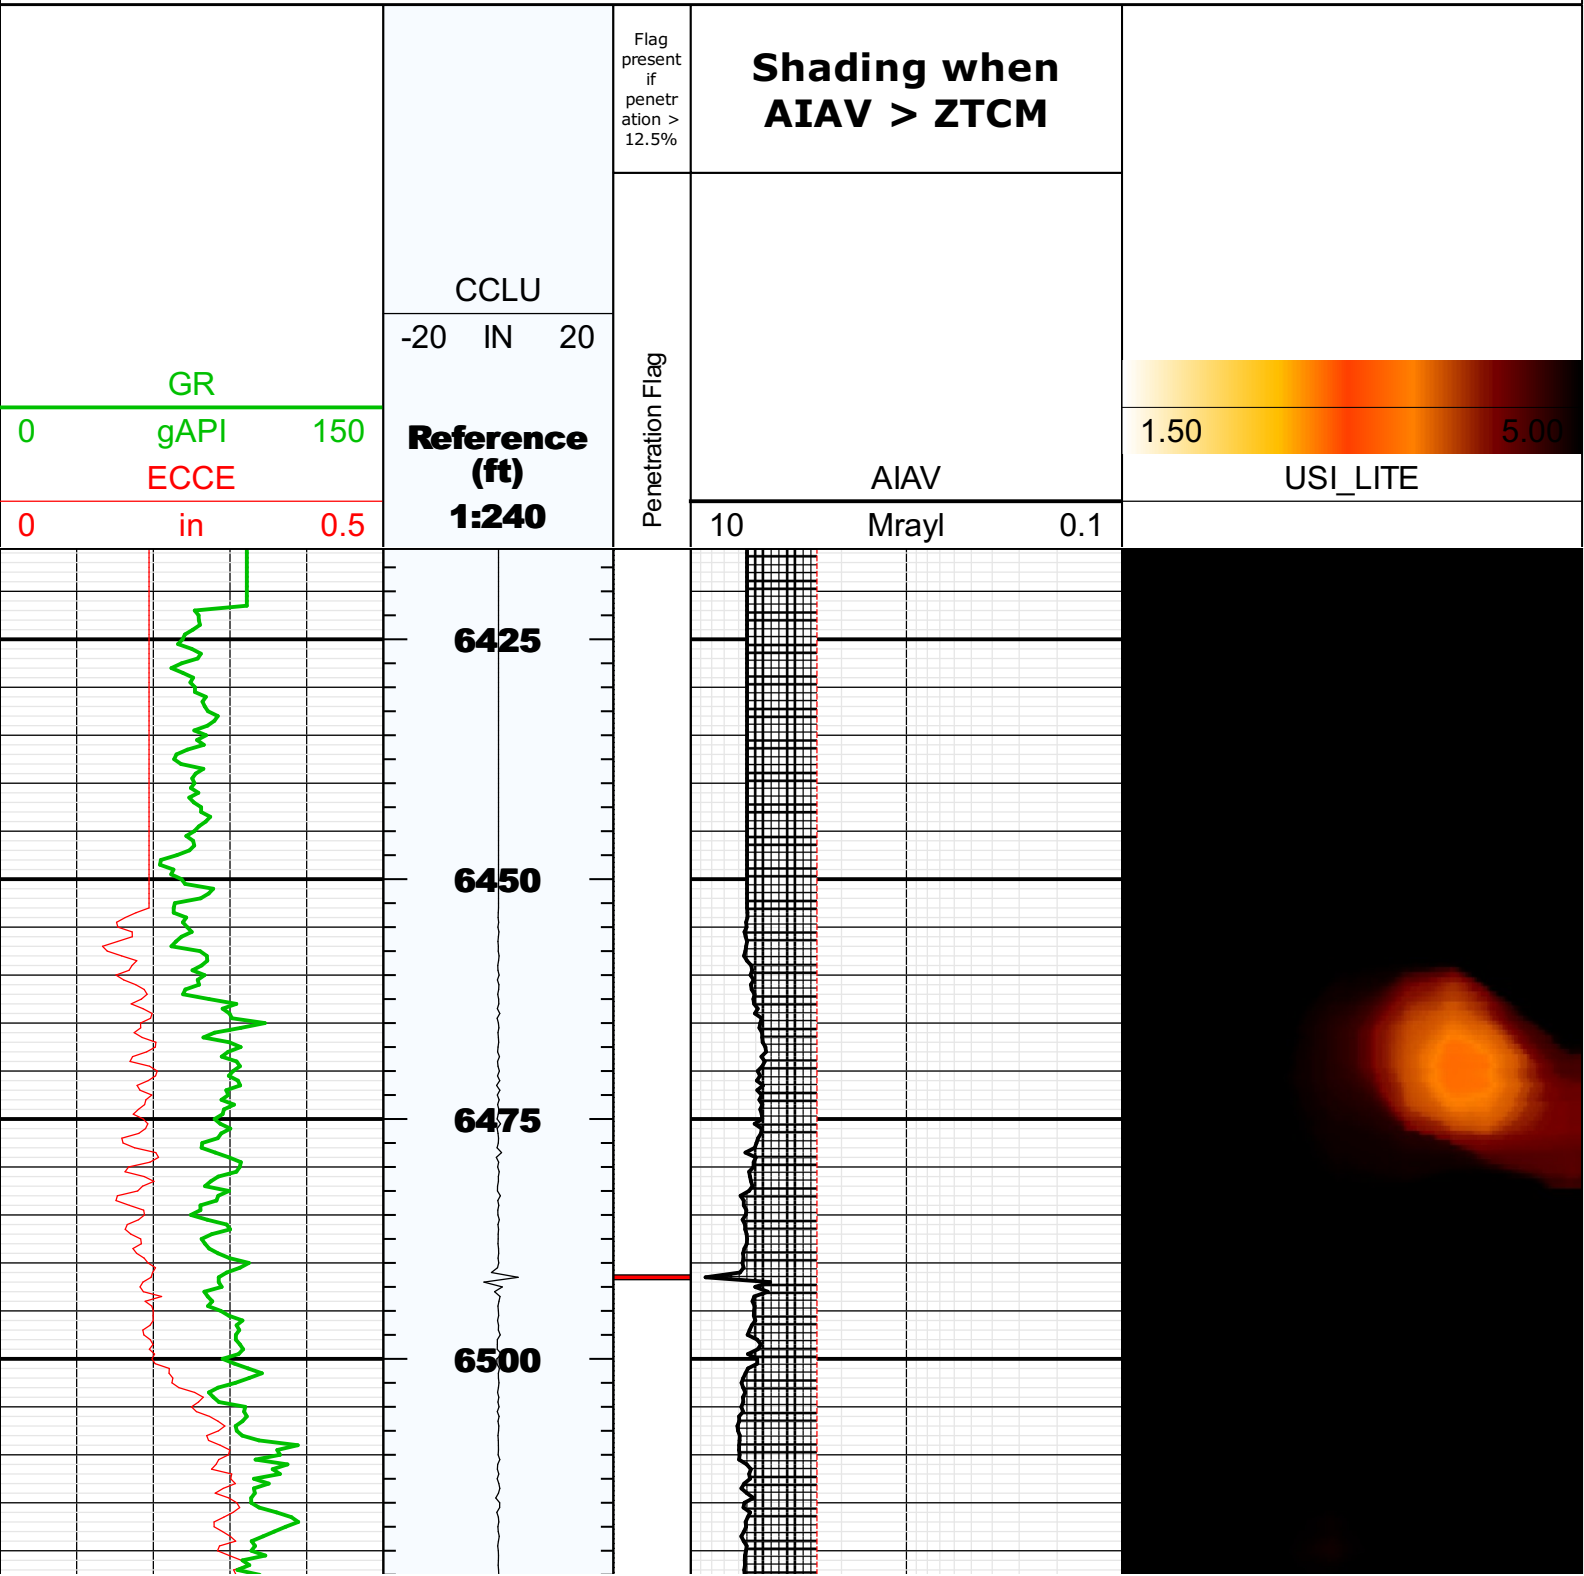 Flag
present
if
penetr
ation >
12.5%
Shading when
AIAV > ZTCM
CCLU
-20 IN 20
GR
0 gAPI 150
ECCE
0 in 0.5
Reference
(ft)
1:240
Penetration Flag
AIAV
10 Mrayl 0.1
1.50 5.00
USI_LITE
6425
6450
6475
6500